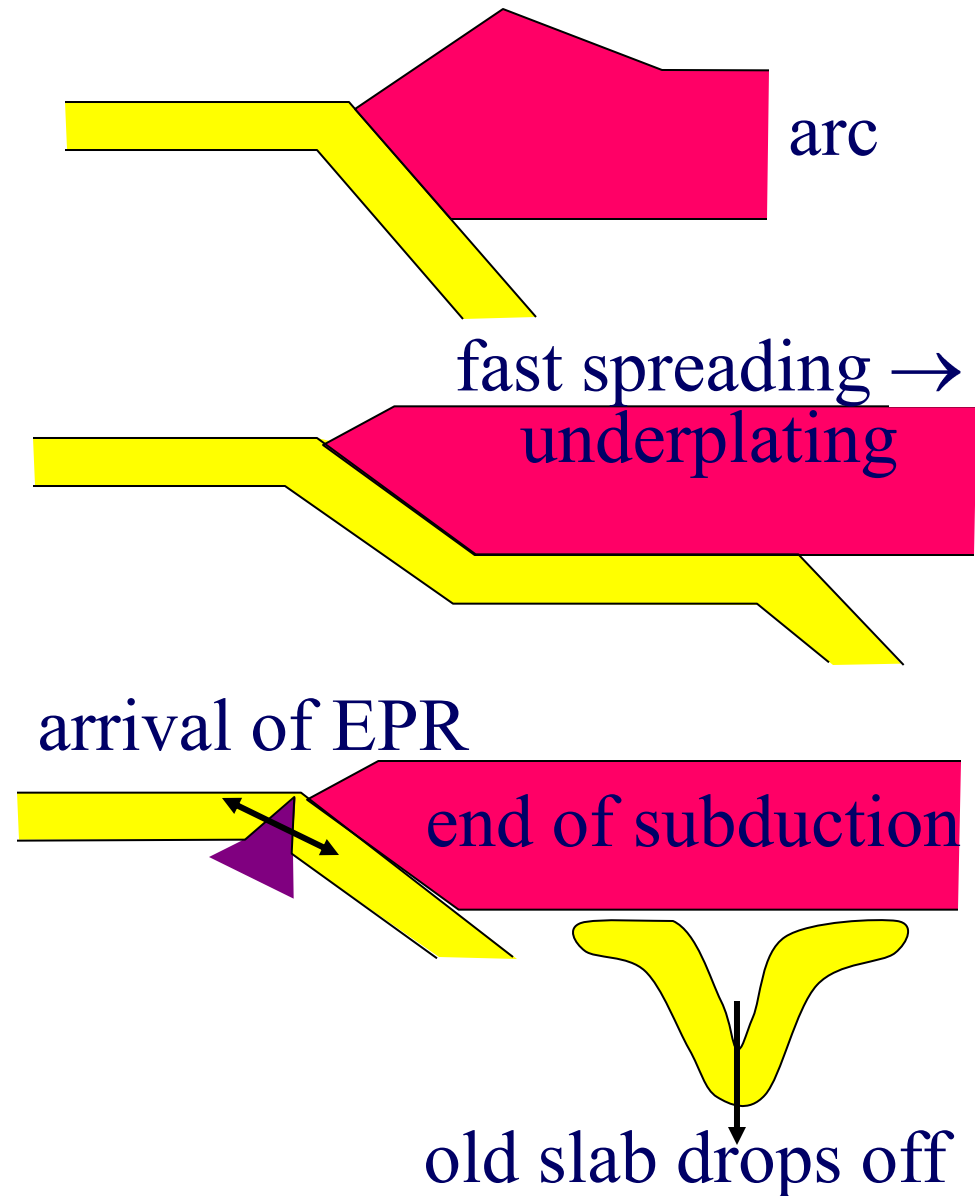 arc
fast spreading →
underplating
arrival of EPR
end of subduction
old slab drops off